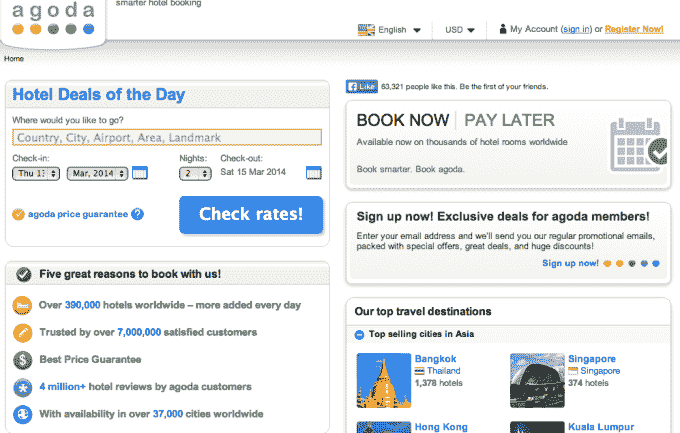 agoda
smarter hotel booking
English
USD
My Account (sign in) or Register Now!
Home
Hotel Deals of the Day
Where would you like to go?
Country, City, Airport, Area, Landmark
Check-in:
Nights:
Check-out:
Thu 13
Mar, 2014
2
Sat 15 Mar 2014
agoda price guarantee ?
Check rates!
Five great reasons to book with us!
Over 390,000 hotels worldwide – more added every day
Trusted by over 7,000,000 satisfied customers
$ Best Price Guarantee
4 million+ hotel reviews by agoda customers
With availability in over 37,000 cities worldwide
Like 63,321 people like this. Be the first of your friends.
BOOK NOW | PAY LATER
Available now on thousands of hotel rooms worldwide
Book smarter. Book agoda.
Sign up now! Exclusive deals for agoda members!
Enter your email address and we'll send you our regular promotional emails,
packed with special offers, great deals, and huge discounts!
Sign up now!
Our top travel destinations
Top selling cities in Asia
Bangkok
Thailand
1,378 hotels
Singapore
Singapore
374 hotels
Hong Kong
Kuala Lumpur